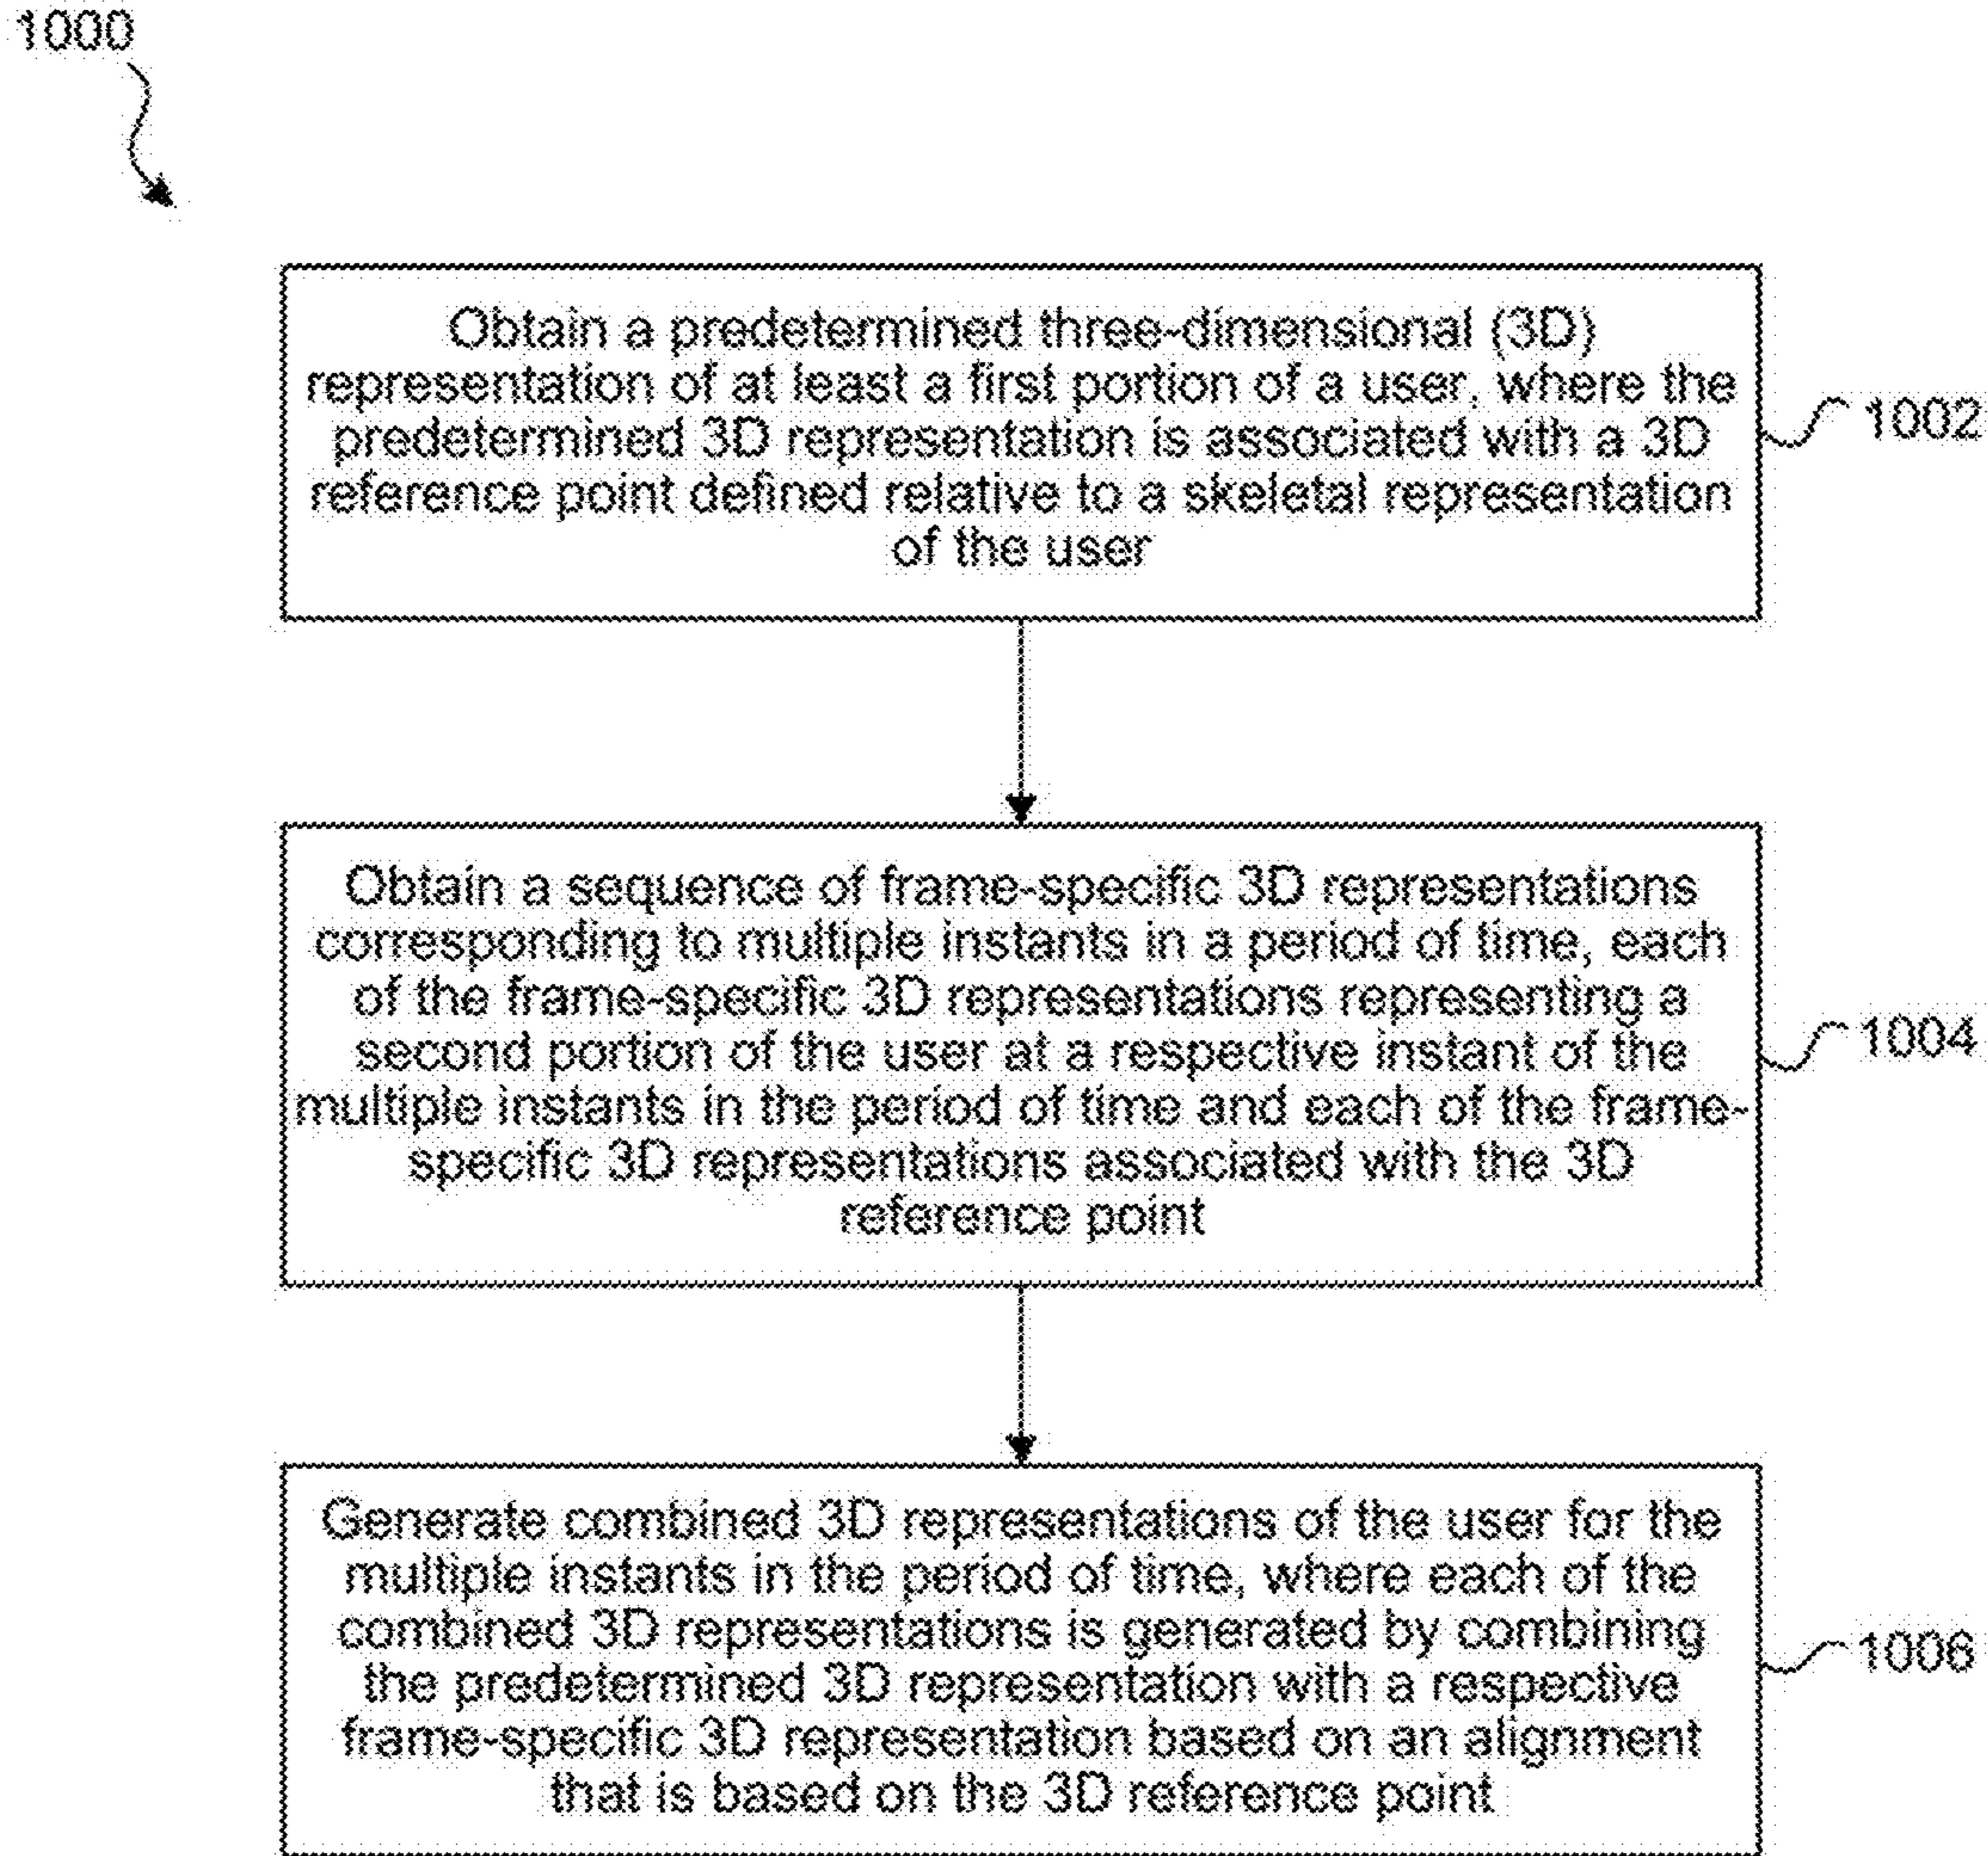 1000
Obtain a predetermined three-dimensional (3D)
representation of at least a first portion of a user, where the
predetermined 3D representation is associated with a 3D
reference point defined relative to a skeletal representation
of the user
1002
Obtain a sequence of frame-specific 3D representations
corresponding to multiple instants in a period of time, each
of the frame-specific 3D representations representing a
second portion of the user at a respective instant of the
multiple instants in the period of time and each of the frame-
specific 3D representations associated with the 3D
reference point
1004
Generate combined 3D representations of the user for the
multiple instants in the period of time, where each of the
combined 3D representations is generated by combining
the predetermined 3D representation with a respective
frame-specific 3D representation based on an alignment
that is based on the 3D reference point
1006